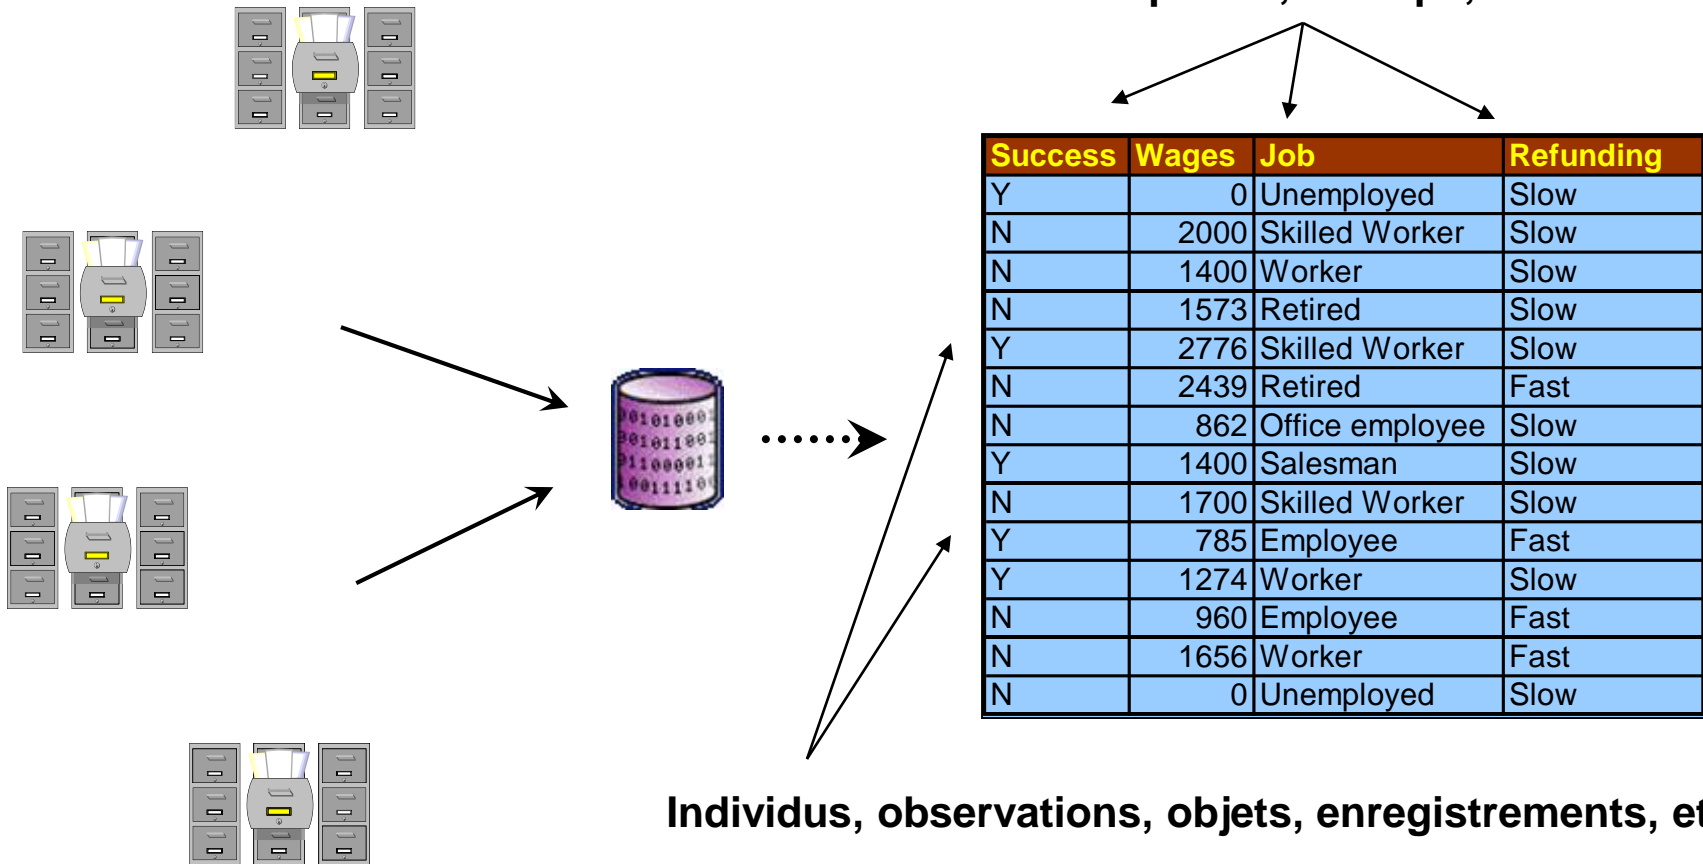 Success Wages Job Refunding
Y 0 Unemployed Slow
N 2000 Skilled Worker Slow
N 1400 Worker Slow
N 1573 Retired Slow
Y 2776 Skilled Worker Slow
N 2439 Retired Fast
N 862 Office employee Slow
Y 1400 Salesman Slow
N 1700 Skilled Worker Slow
Y 785 Employee Fast
Y 1274 Worker Slow
N 960 Employee Fast
N 1656 Worker Fast
N 0 Unemployed Slow
Individus, observations, objets, enregistrements, et